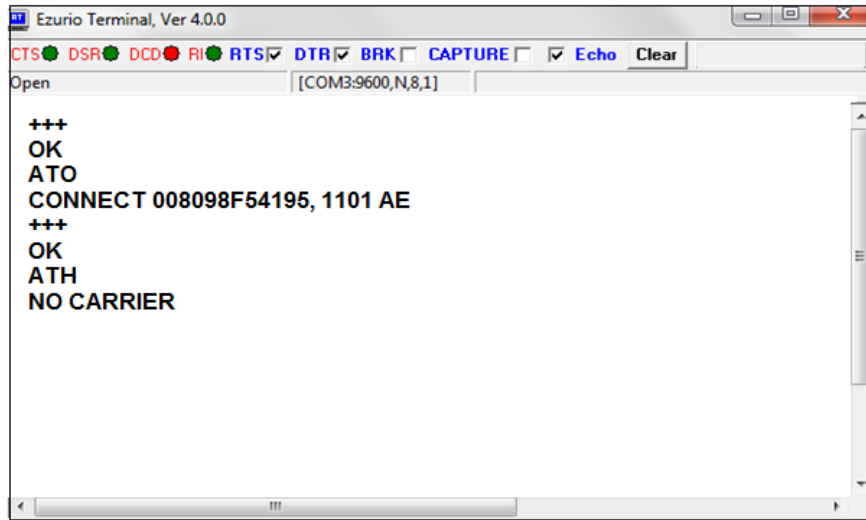 RT Ezurio Terminal, Ver 4.0.0
CTS DSR DCD RI RTS DTR BRK CAPTURE Echo Clear
Open [COM3:9600,N,8,1]
+++
OK
ATO
CONNECT 008098F54195, 1101 AE
+++
OK
ATH
NO CARRIER